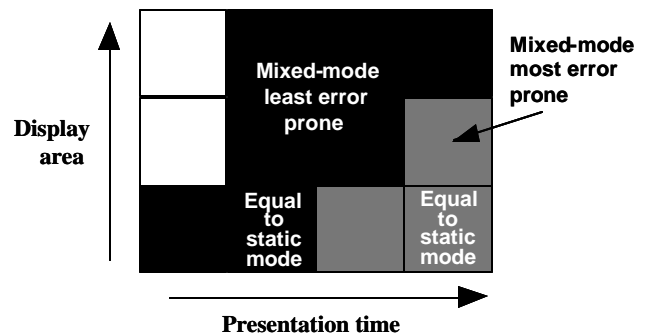 Mixed-mode
least error
prone
Mixed-mode
most error
prone
Display
area
Equal
to
static
mode
Equal
to
static
mode
Presentation time